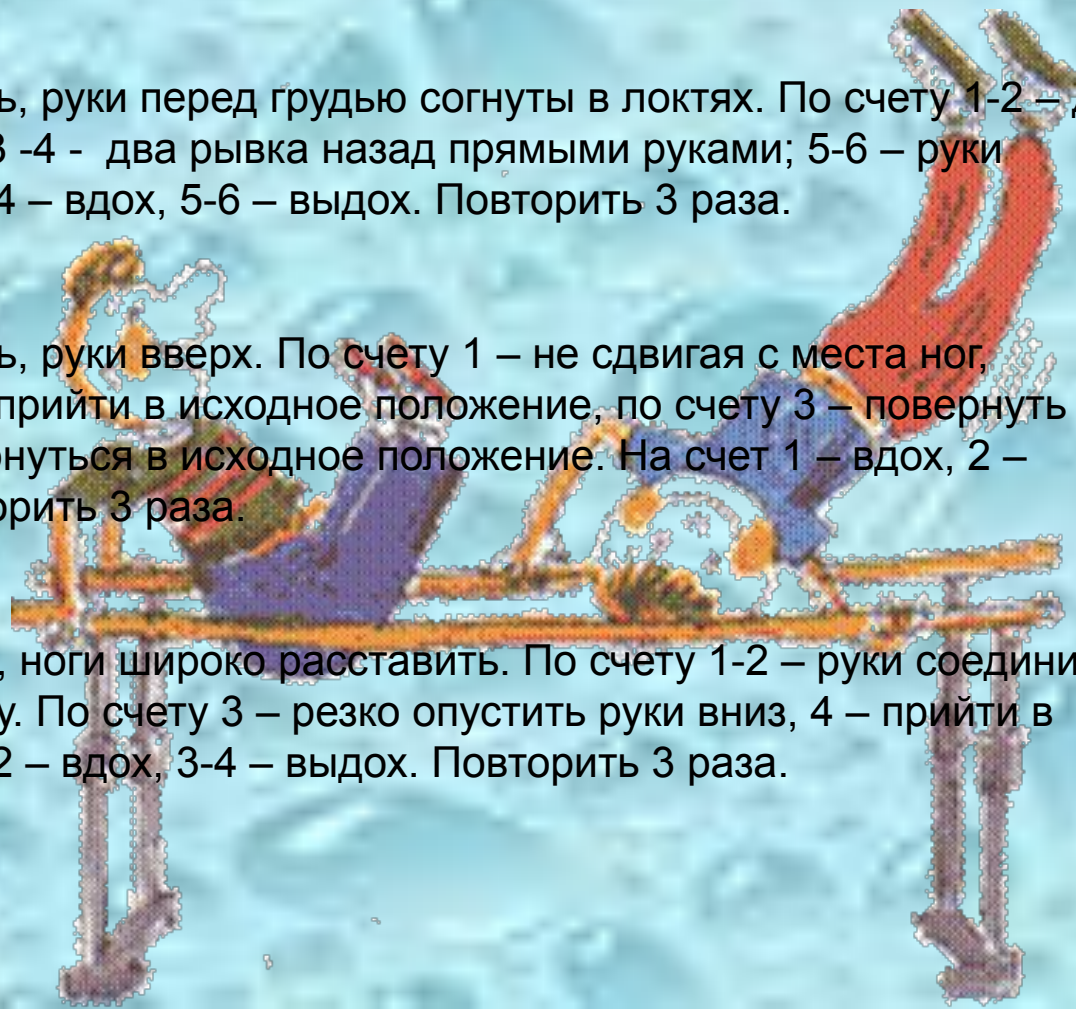 ь, руки перед грудью согнуты в локтях. По счету 1-2 –
3 -4 - два рывка назад прямыми руками; 5-6 – руки
4 – вдох, 5-6 – выдох. Повторить 3 раза.
ь, руки вверх. По счету 1 – не сдвигая с места ног,
прийти в исходное положение, по счету 3 – повернуть
рнуться в исходное положение. На счет 1 – вдох, 2 –
орить 3 раза.
, ноги широко расставить. По счету 1-2 – руки соедини
у. По счету 3 – резко опустить руки вниз, 4 – прийти в
2 – вдох, 3-4 – выдох. Повторить 3 раза.